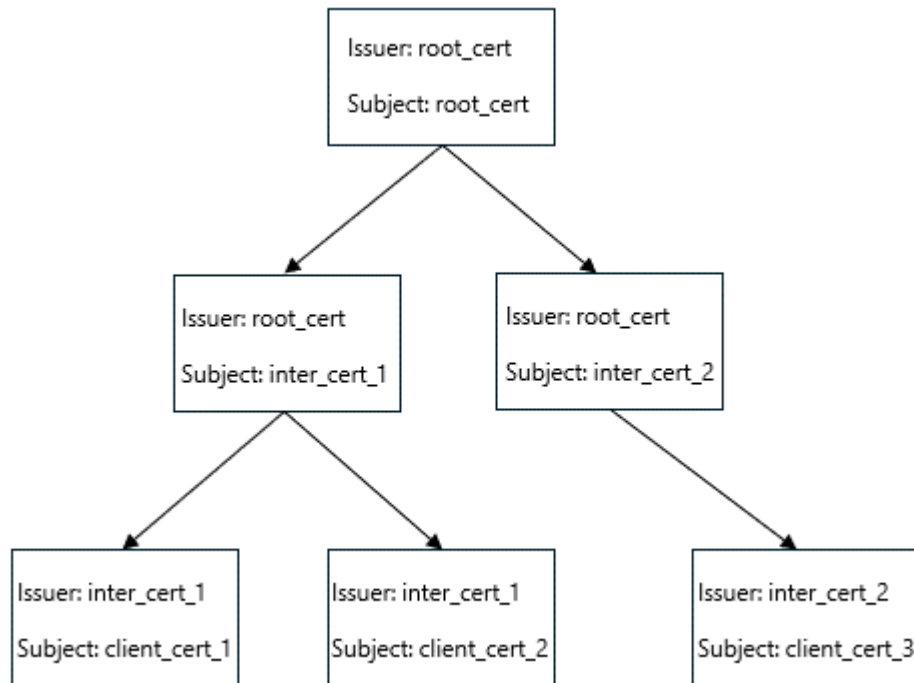 Issuer: root_cert
Subject: root_cert
Issuer: root_cert
Subject: inter_cert_1
Issuer: root_cert
Subject: inter_cert_2
Issuer: inter_cert_1
Subject: client_cert_1
Issuer: inter_cert_1
Subject: client_cert_2
Issuer: inter_cert_2
Subject: client_cert_3